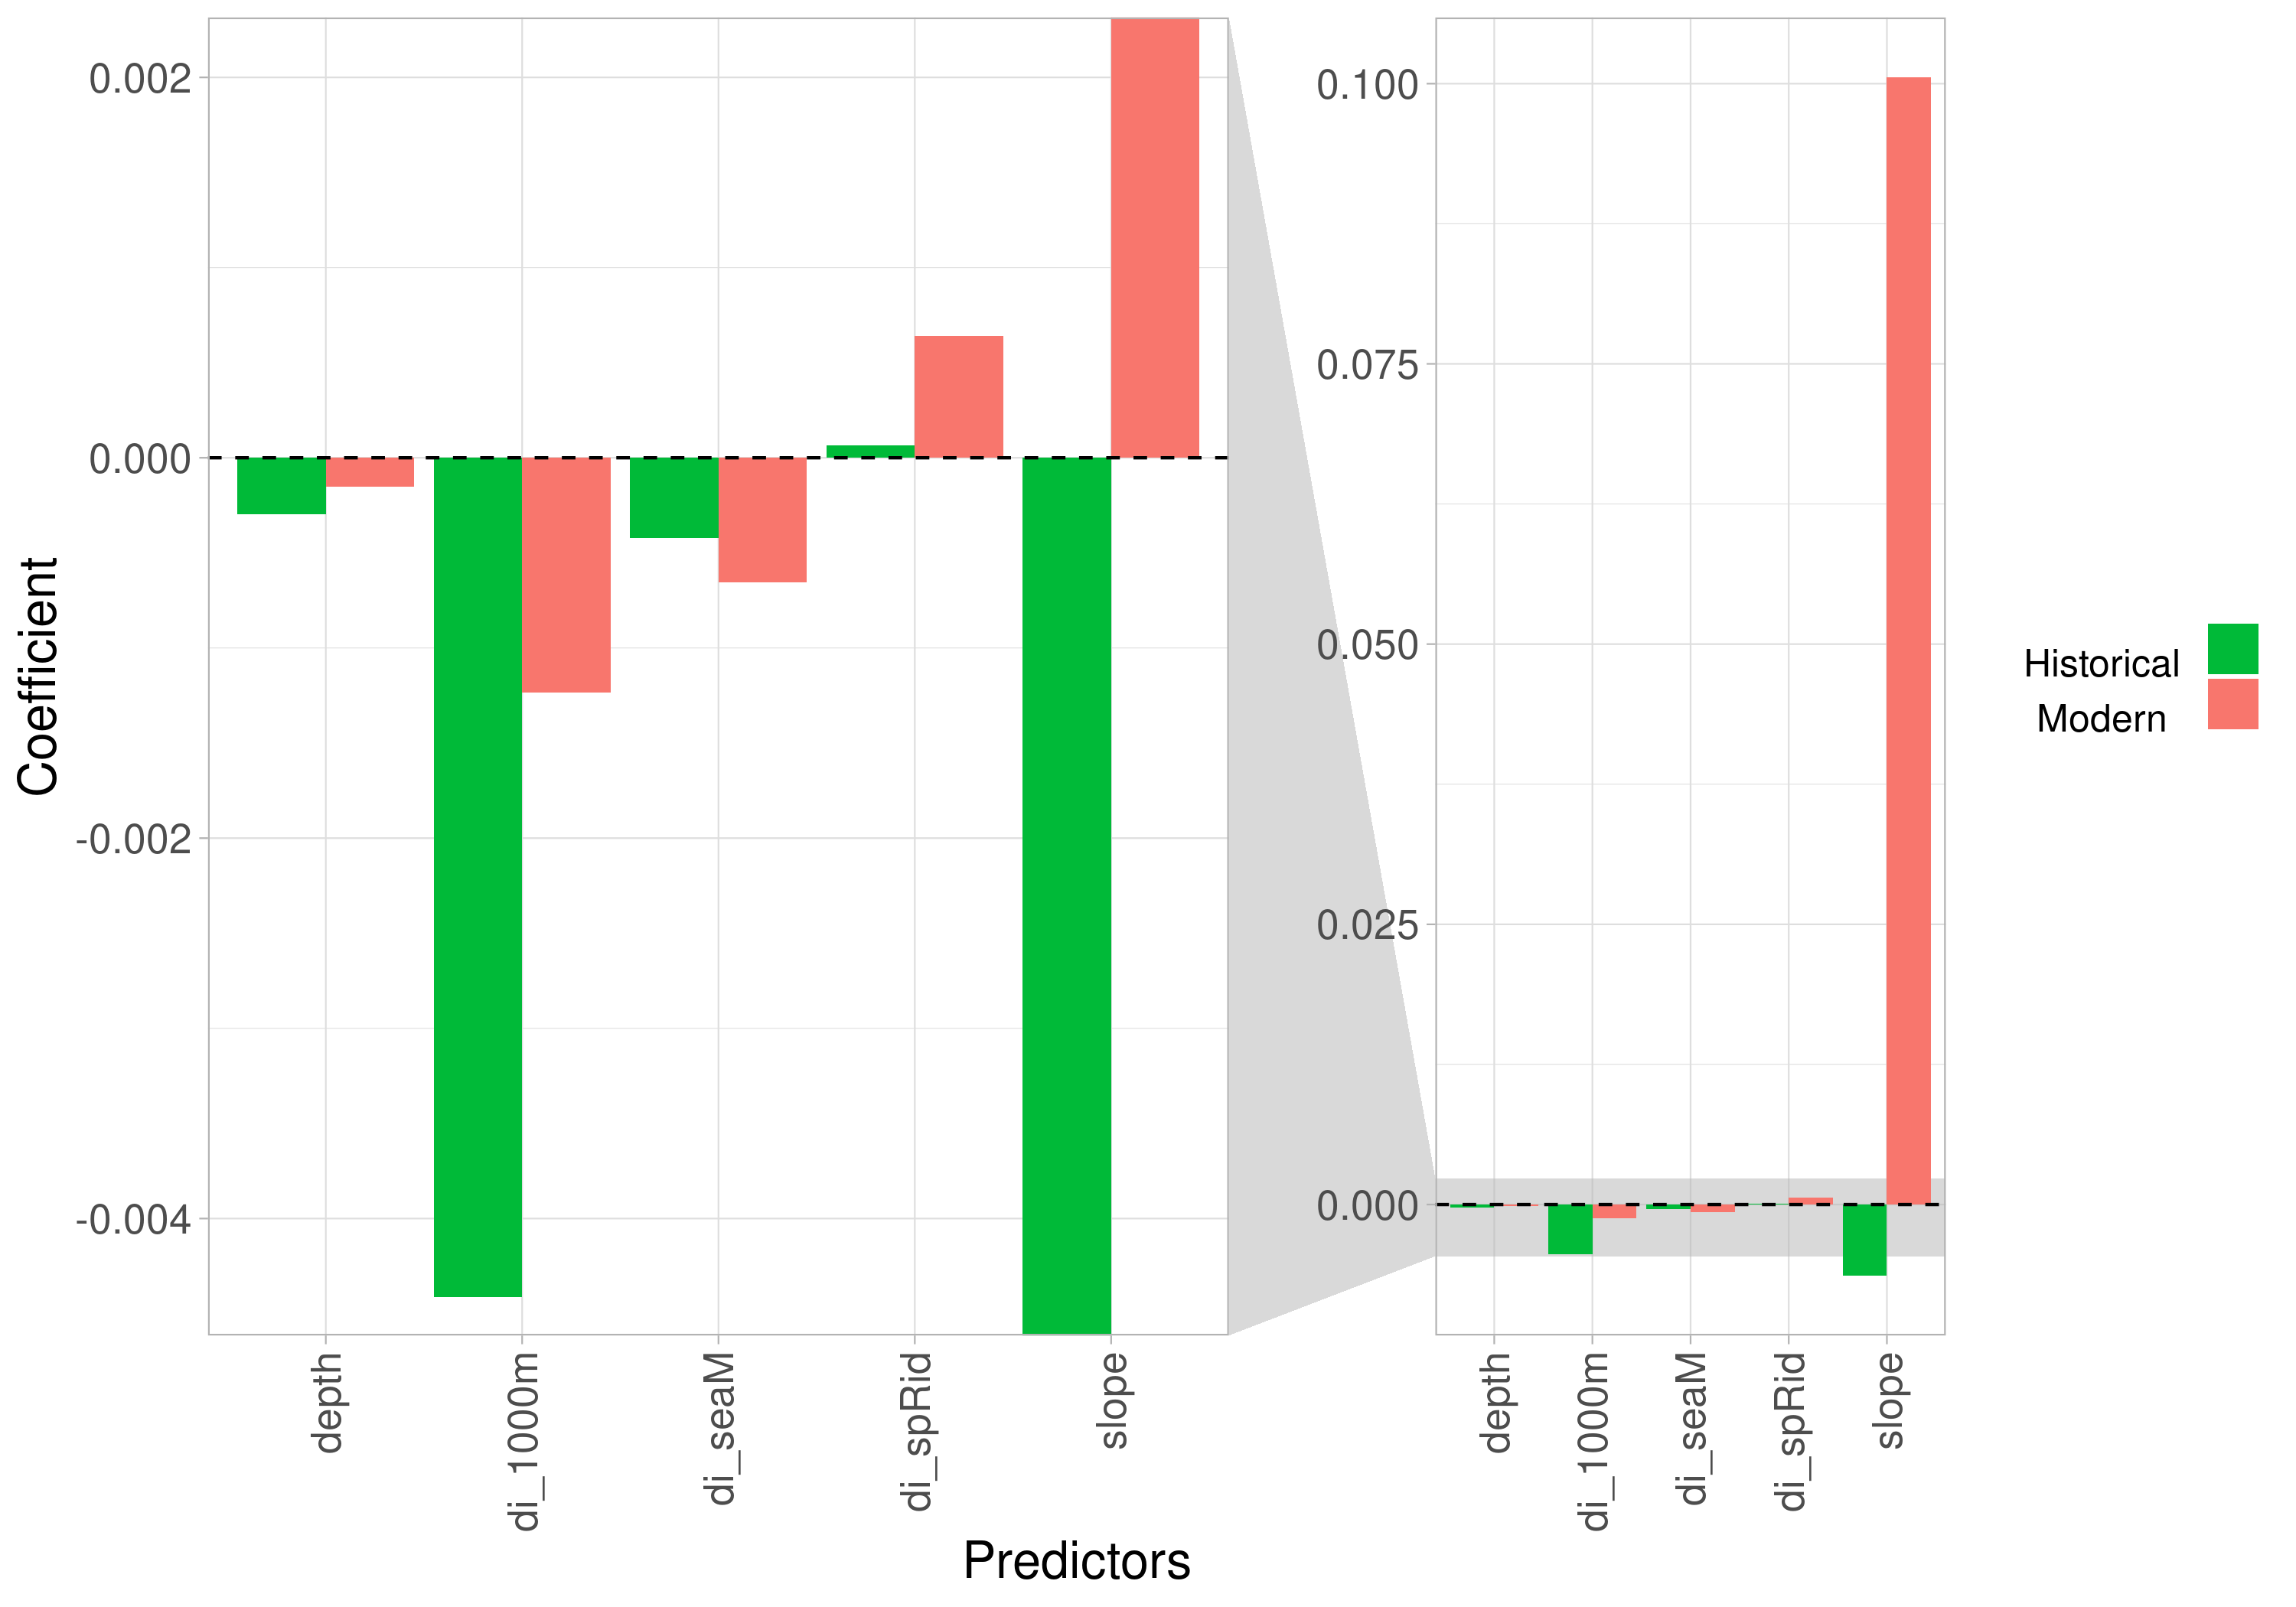 Coefficient
0.002
0.000
-0.002
-0.004
depth
di_1000m
di_seaM
di_spRid
slope
0.100
0.075
0.050
0.025
0.000
depth
di_1000m
di_seaM
di_spRid
slope
Predictors
Historical
Modern